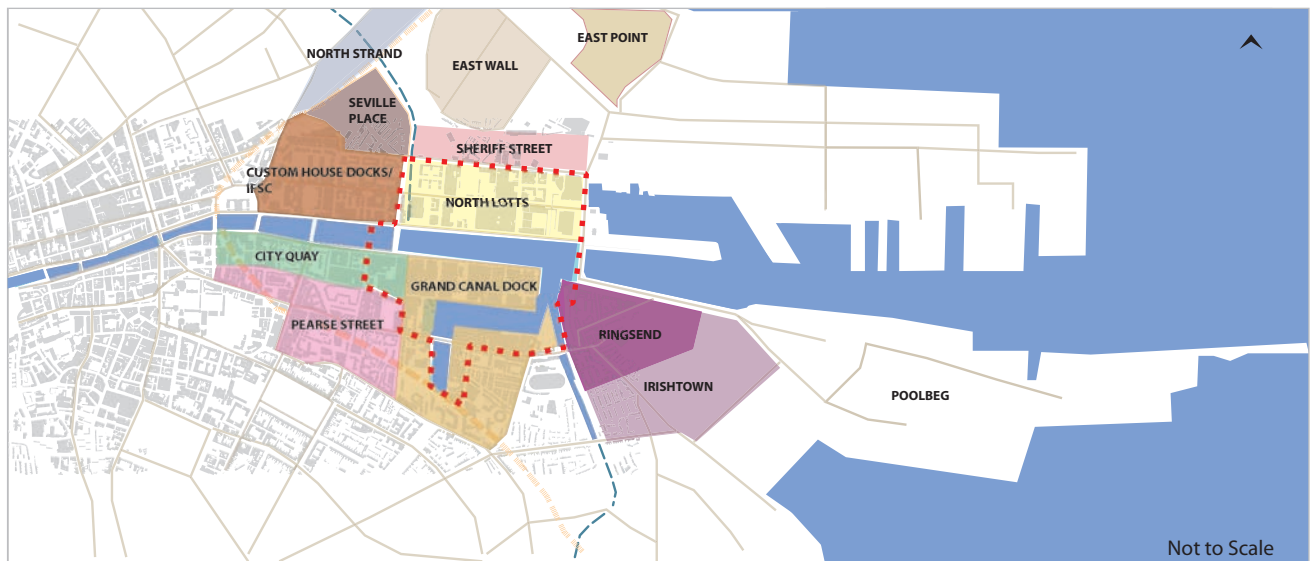 NORTH STRAND
EAST WALL
EAST POINT
SEVILLE
PLACE
SHERIFF STREET
CUSTOM HOUSE DOCKS/
IFSC
NORTH LOTTS
CITY QUAY
GRAND CANAL DOCK
PEARSE STREET
RINGSEND
IRISHTOWN
POOLBEG
Not to Scale